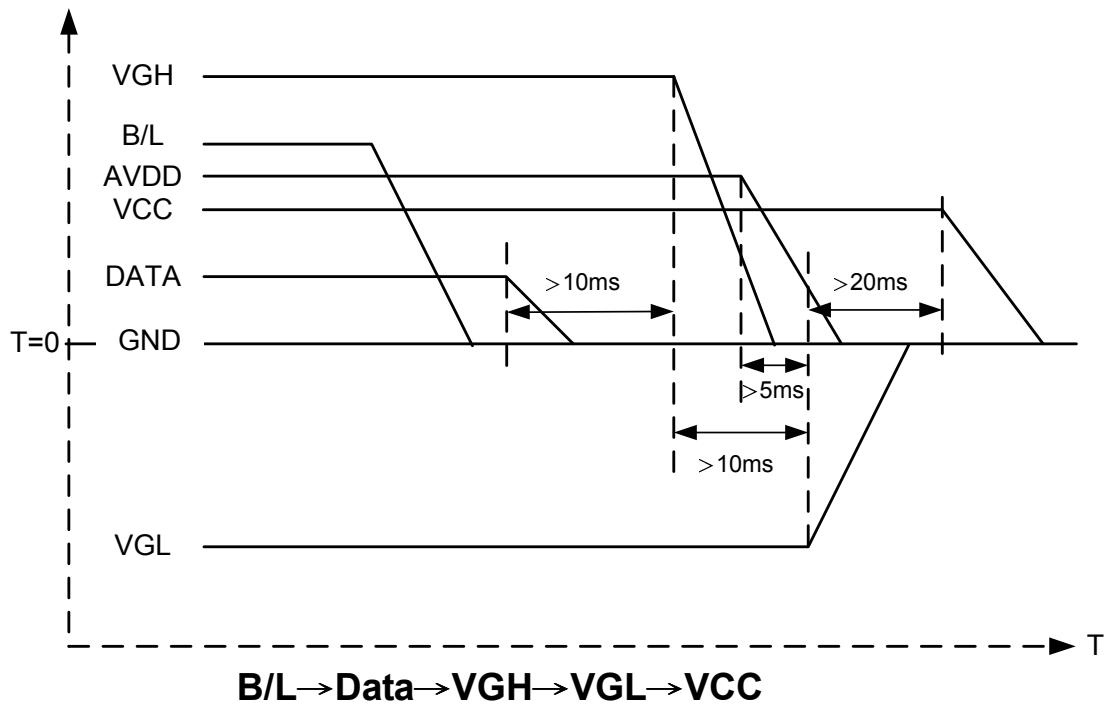 VGH
B/L
AVDD
VCC
DATA
>10ms
>20ms
T=0
GND
>5ms
>10ms
VGL
T
B/L→Data→VGH→VGL→VCC